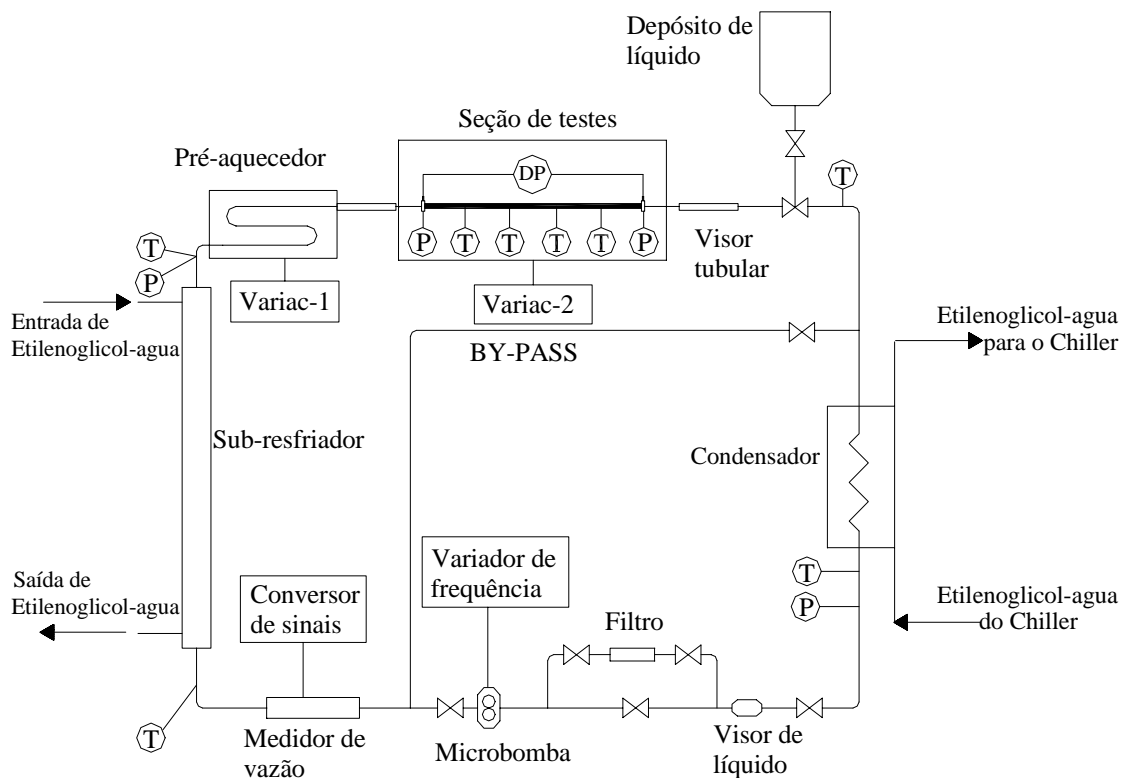 Depósito de
líquido
Seção de testes
Pré-aquecedor
DP
T
T
P
P
T
T
T
T
P
Visor
tubular
Variac-1
Variac-2
Entrada de
Etilenoglicol-agua
BY-PASS
Etilenoglicol-agua
para o Chiller
Sub-resfriador
Condensador
Variador de
frequência
Saída de
Etilenoglicol-agua
Conversor
de sinais
T
P
Etilenoglicol-agua
do Chiller
Filtro
T
Medidor de
vazão
Microbomba
Visor de
líquido